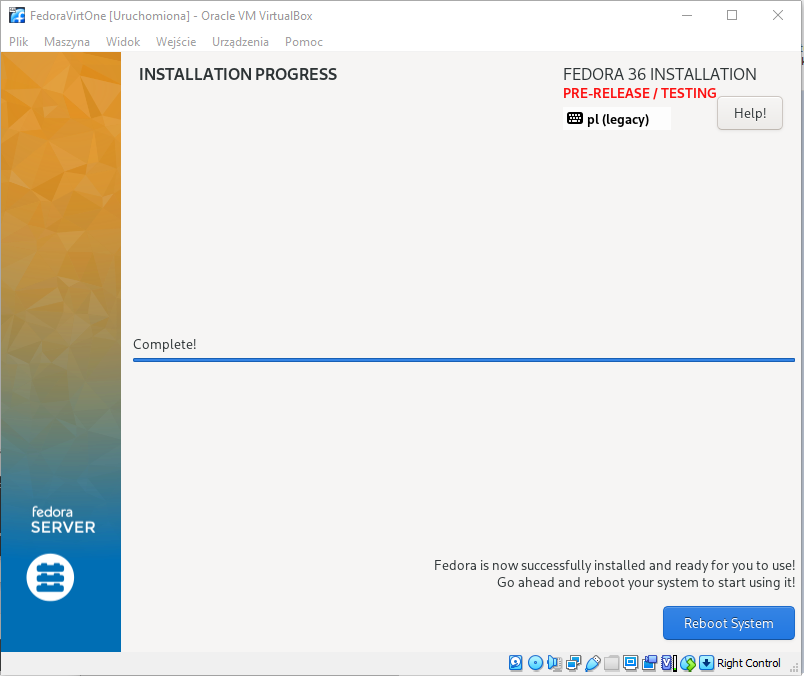 FedoraVirtOne [Uruchomiona] - Oracle VM VirtualBox
Plik Maszyna Widok Wejście Urządzenia Pomoc
INSTALLATION PROGRESS
FEDORA 36 INSTALLATION
PRE-RELEASE / TESTING
pl (legacy)
Help!
Complete!
fedora
SERVER
Fedora is now successfully installed and ready for you to use!
Go ahead and reboot your system to start using it!
Reboot System
Right Control